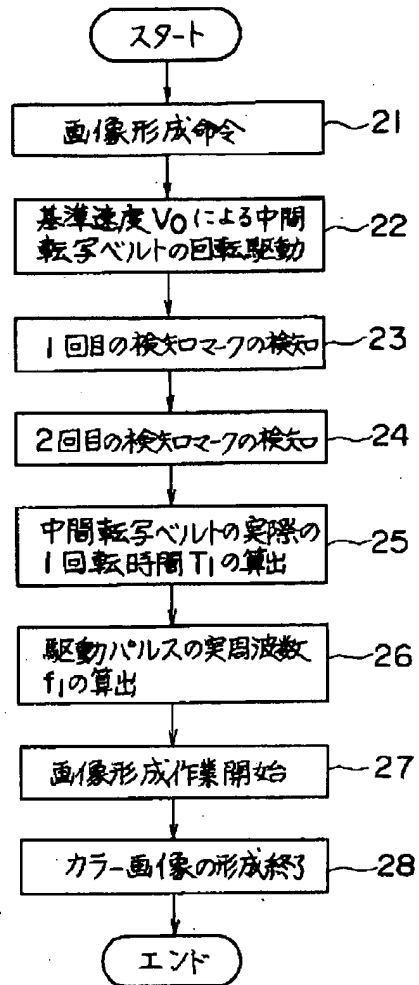 スタート
画像形成命令
21
基準速度V0による中間
転写ベルトの回転駆動
22
1回目の検知マークの検知
23
2回目の検知マークの検知
24
中間転写ベルトの実際の
1回転時間T1の算出
25
駆動パルスの実周波数
f1の算出
26
画像形成作業開始
27
カラー画像の形成終了
28
エンド